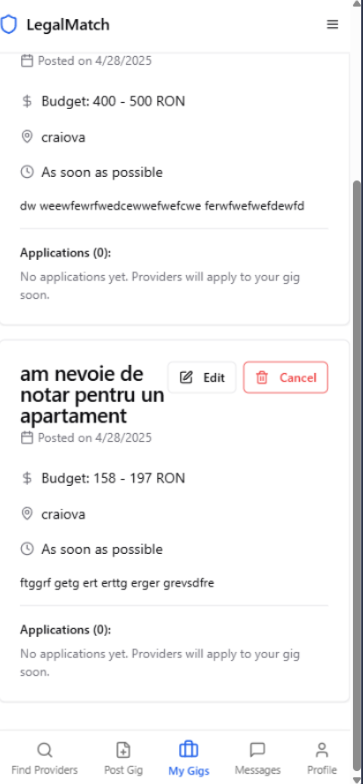 LegalMatch
Posted on 4/28/2025
$ Budget: 400 - 500 RON
craiova
As soon as possible
dw weewfewrfwedcewwefwefcwe ferwfwefwefdewfd
Applications (0):
No applications yet. Providers will apply to your gig
soon.
am nevoie de
notar pentru un
apartament
Edit
Cancel
Posted on 4/28/2025
$ Budget: 158 - 197 RON
craiova
As soon as possible
ftggrf getg ert erttg erger grevsdfre
Applications (0):
No applications yet. Providers will apply to your gig
soon.
Find Providers
Post Gig
My Gigs
Messages
Profile